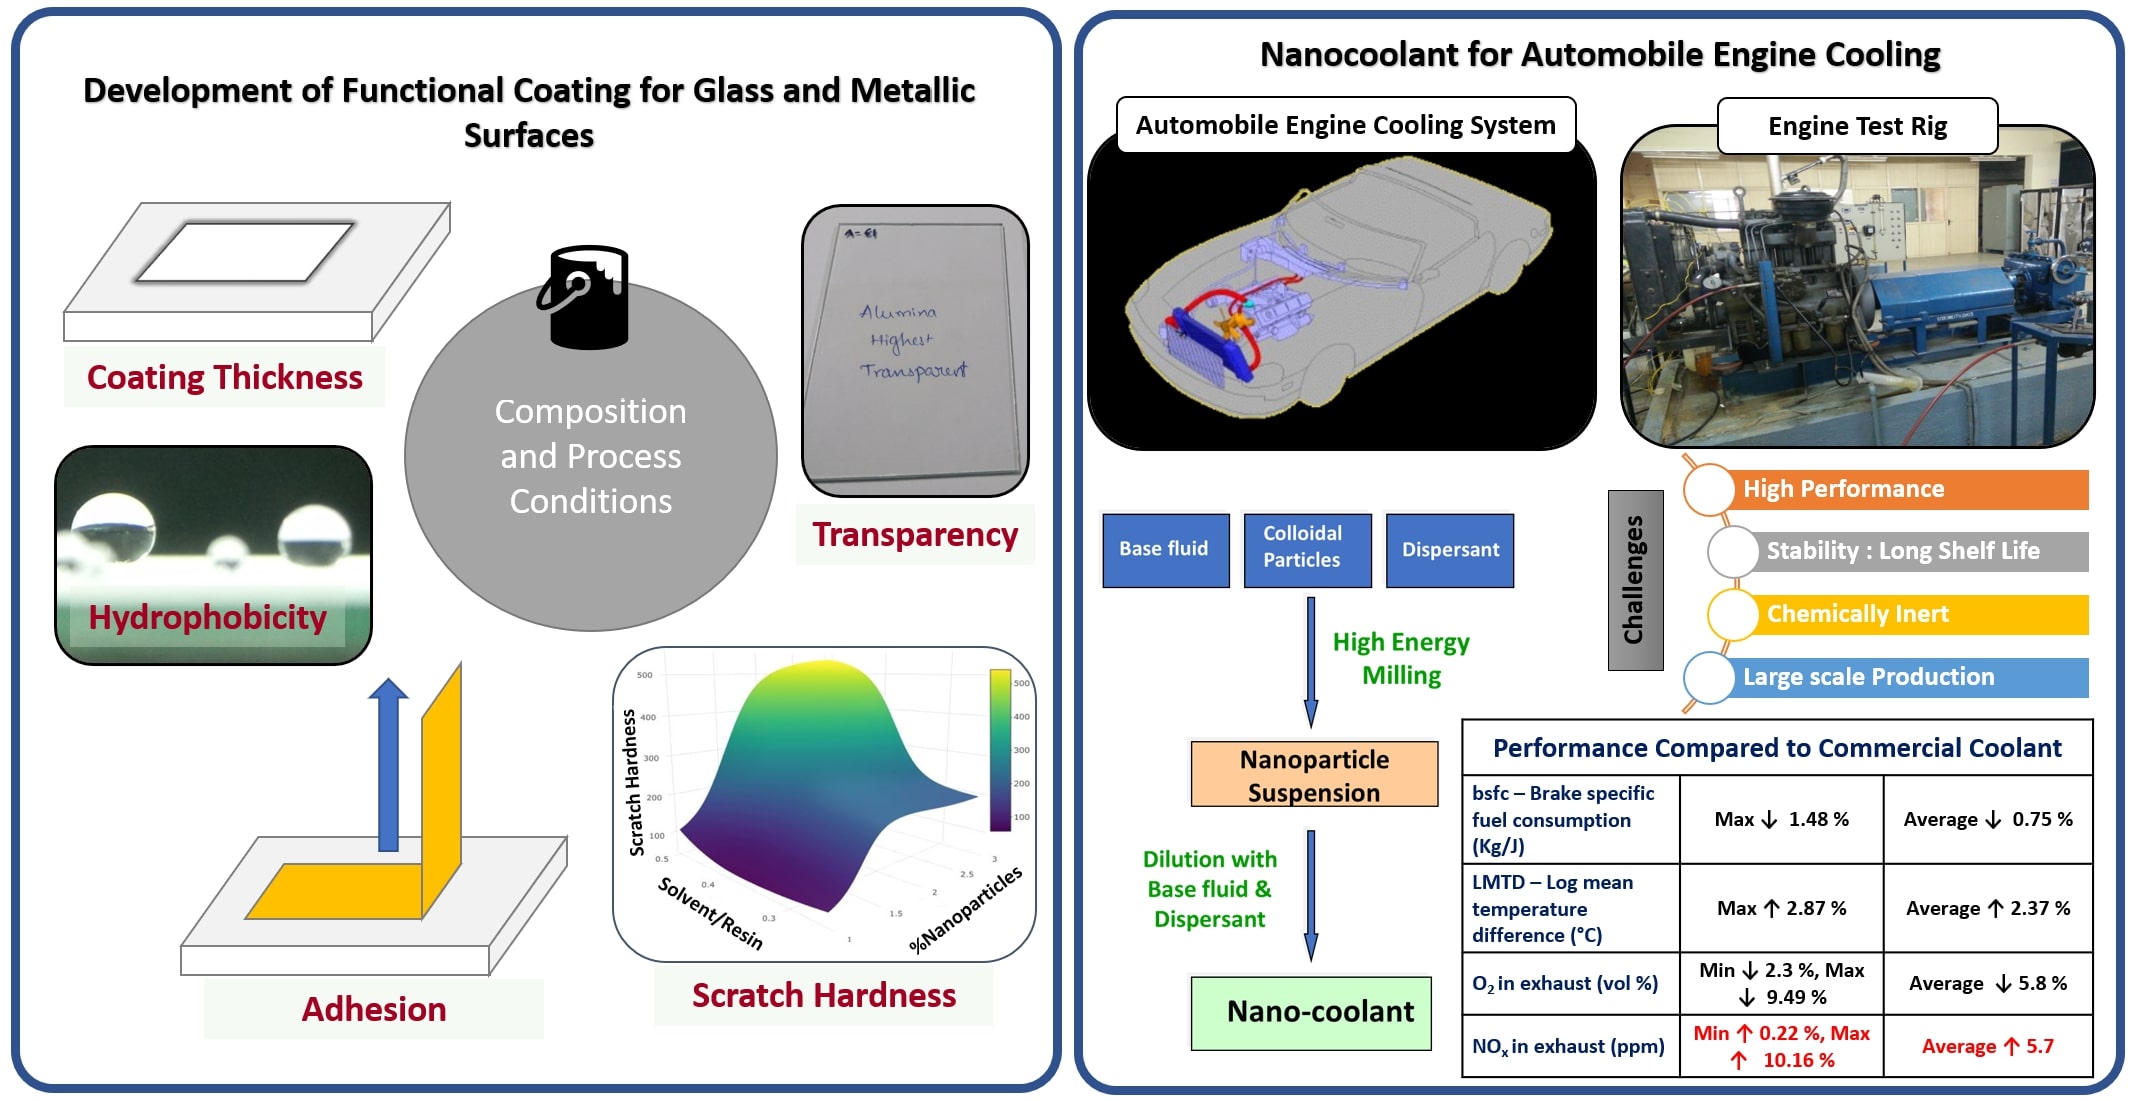 Development of Functional Coating for Glass and Metallic
Surfaces
Coating Thickness
Composition
and Process
Conditions
Alumina
Highest
Transparent
Transparency
Hydrophobicity
Adhesion
Scratch Hardness
500
400
300
200
100
0.5
0.4
0.3
Solvent/Resin
1
1.5
2
2.5
3
%Nanoparticles
500
400
300
200
100
Scratch Hardness
Nanocoolant for Automobile Engine Cooling
Automobile Engine Cooling System
Engine Test Rig
Base fluid
Colloidal
Particles
Dispersant
High Energy
Milling
Nanoparticle
Suspension
Dilution with
Base fluid &
Dispersant
Nano-coolant
Challenges
High Performance
Stability : Long Shelf Life
Chemically Inert
Large scale Production
Performance Compared to Commercial Coolant
bsfc – Brake specific
fuel consumption
(Kg/J)
Max ↓ 1.48 %
Average ↓ 0.75 %
LMTD – Log mean
temperature
difference (°C)
Max ↑ 2.87 %
Average ↑ 2.37 %
O₂ in exhaust (vol %)
Min ↓ 2.3 %, Max
↓ 9.49 %
Average ↓ 5.8 %
NOₓ in exhaust (ppm)
Min ↑ 0.22 %, Max
↑ 10.16 %
Average ↑ 5.7